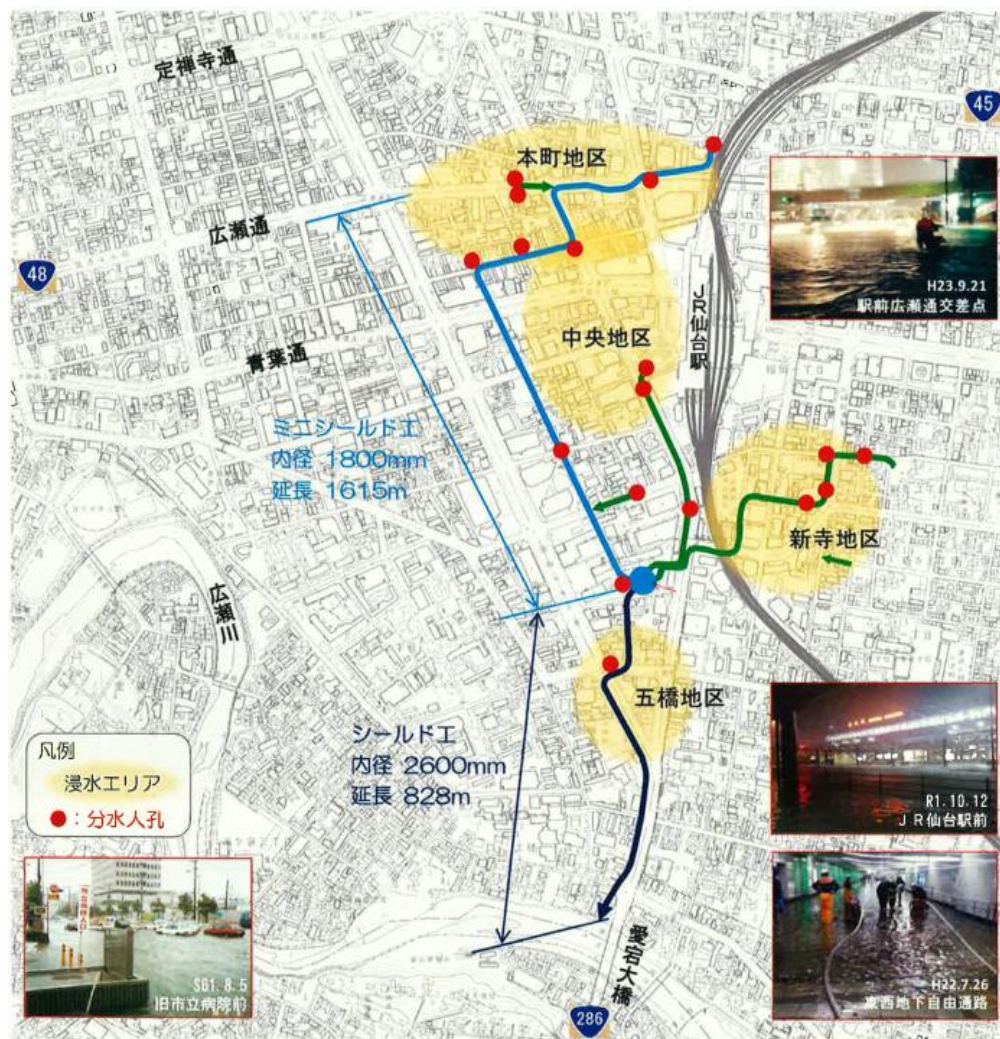 定禅寺通
45
本町地区
広瀬通
48
H23.9.21
駅前広瀬通交差点
JR仙台駅
中央地区
青葉通
ミニシールド工
内径 1800mm
延長 1615m
新寺地区
広瀬川
五橋地区
シールド工
内径 2600mm
延長 828m
凡例
浸水エリア
●:分水人孔
R1.10.12
JR仙台駅前
S61.8.5
旧市立病院前
H22.7.26
東西地下自由通路
愛宕大橋
286